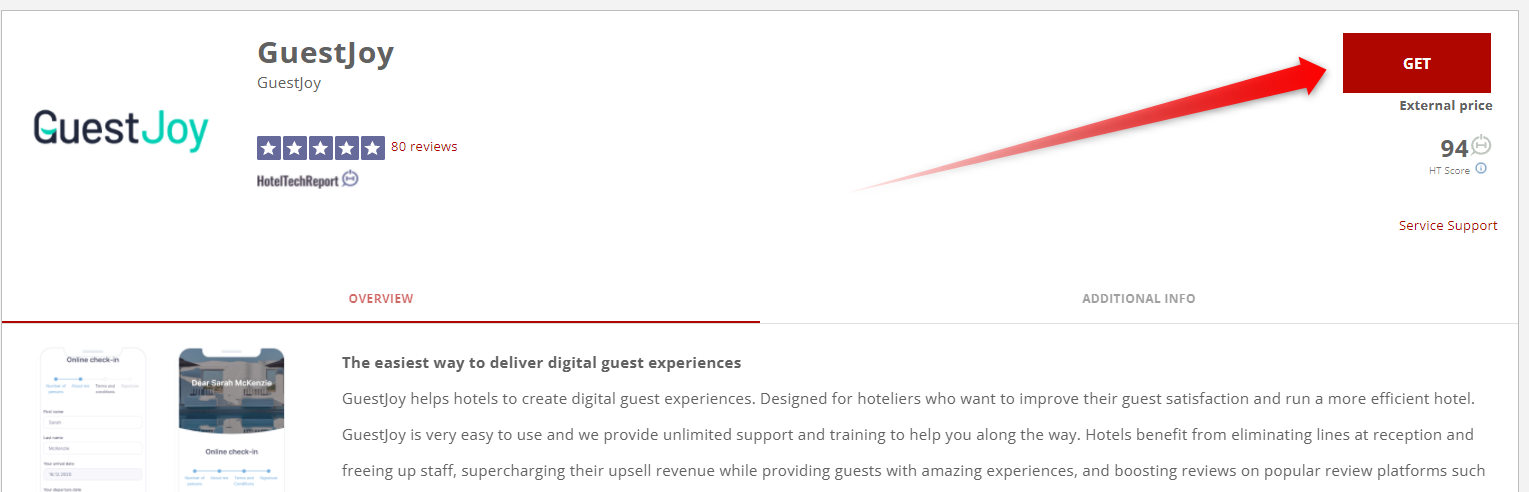 GuestJoy
GuestJoy
GuestJoy
80 reviews
HotelTechReport
GET
External price
94
HT Score
Service Support
OVERVIEW
ADDITIONAL INFO
Online check-in
Number of persons
About me
Terms and conditions
Signature
First name
Sarah
Last name
McKenzie
Your arrival date
18.12.2020
Your departure date
Dear Sarah McKenzie
Online check-in
Number of persons
About me
Terms and Conditions
Signature
The easiest way to deliver digital guest experiences
GuestJoy helps hotels to create digital guest experiences. Designed for hoteliers who want to improve their guest satisfaction and run a more efficient hotel.
GuestJoy is very easy to use and we provide unlimited support and training to help you along the way. Hotels benefit from eliminating lines at reception and
freeing up staff, supercharging their upsell revenue while providing guests with amazing experiences, and boosting reviews on popular review platforms such